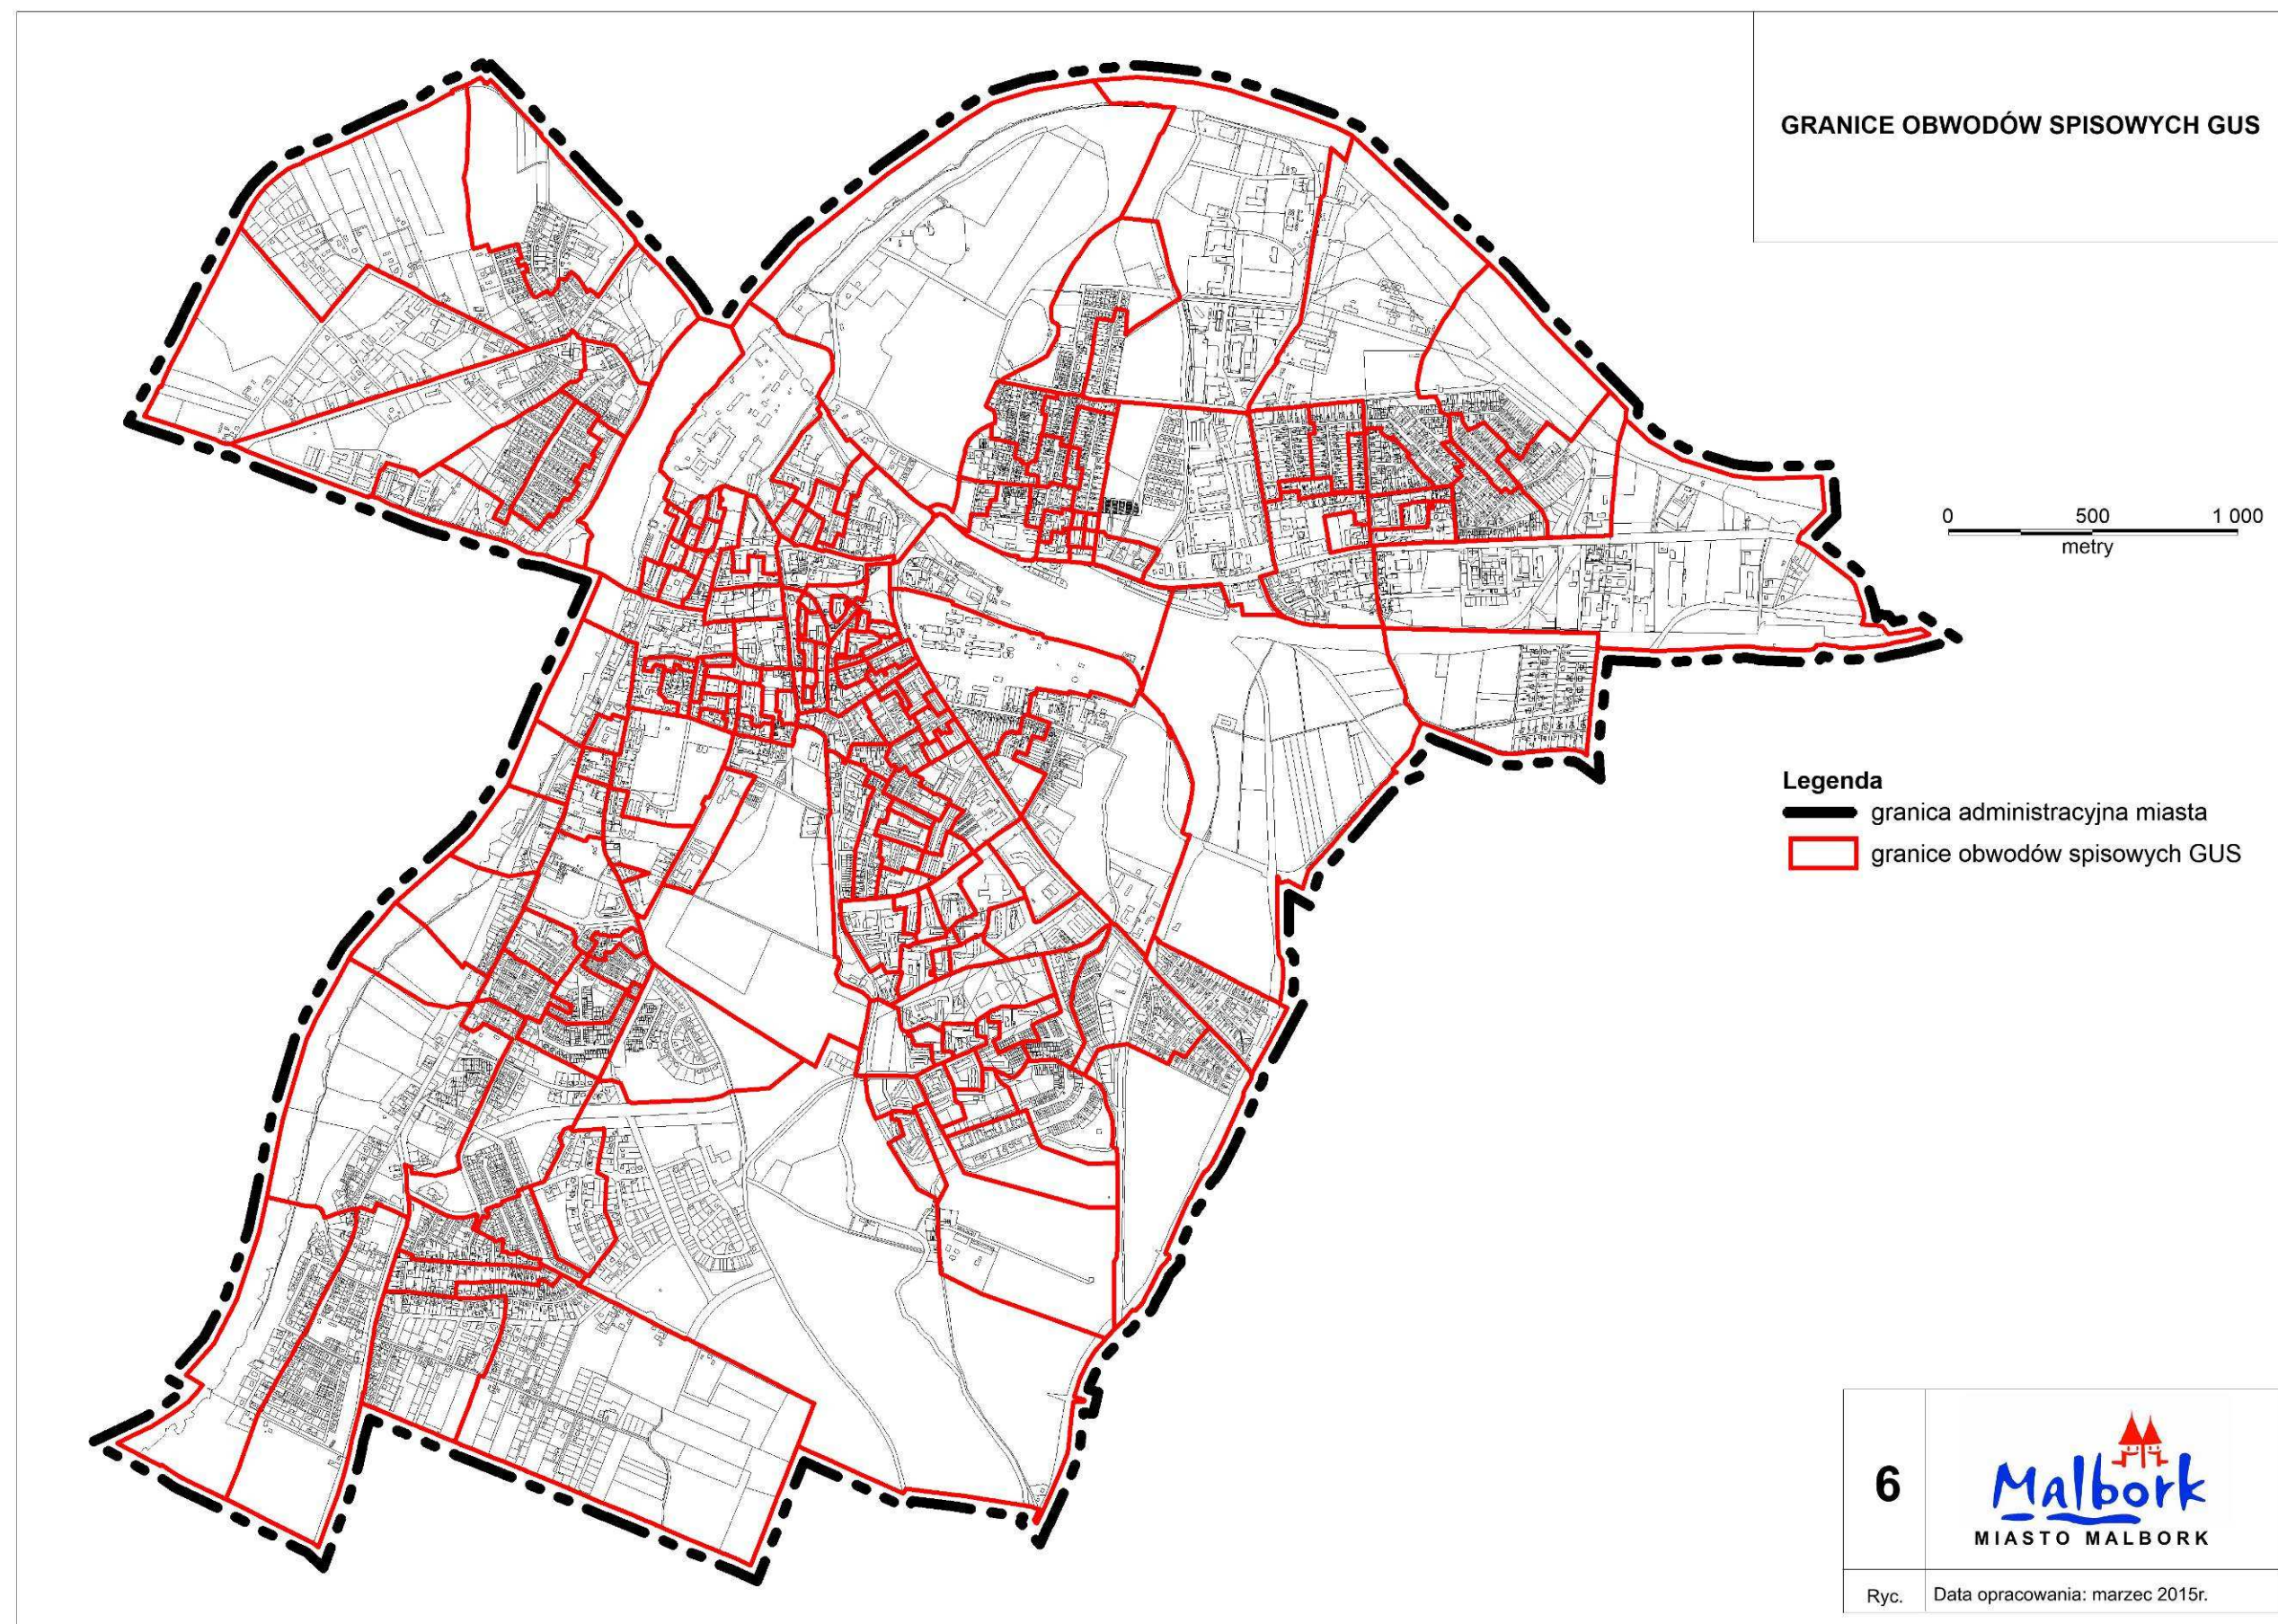 GRANICE OBWODÓW SPISOWYCH GUS
0 500 1 000
metry
Legenda
granica administracyjna miasta
granice obwodów spisowych GUS
6
Malbork
MIASTO MALBORK
Ryc.
Data opracowania: marzec 2015r.